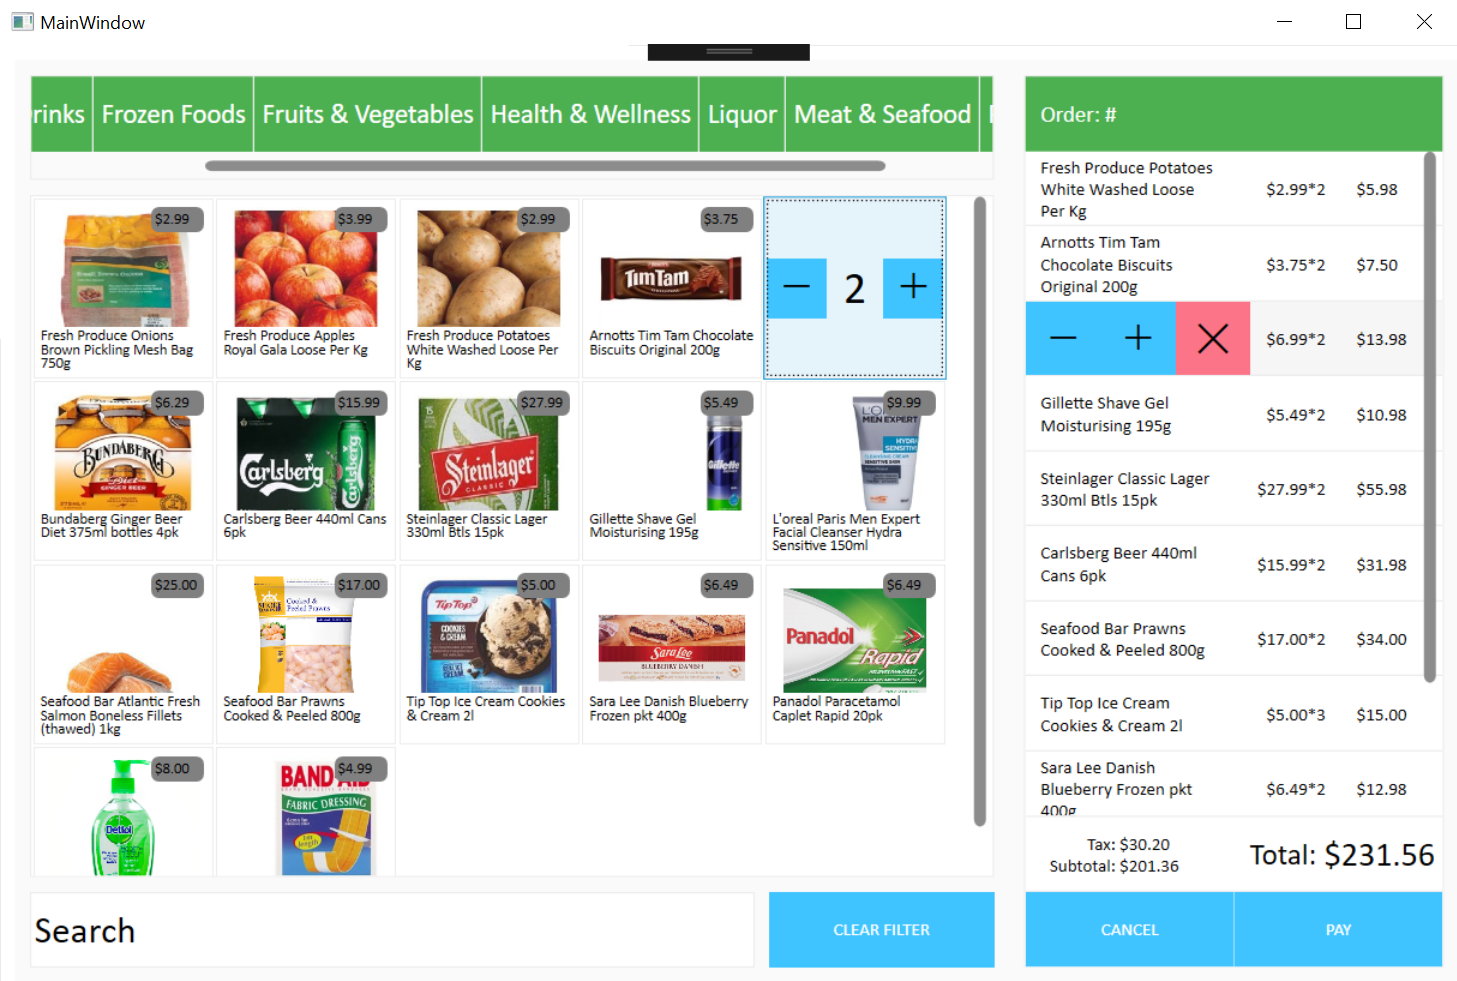 MainWindow
rinks
Frozen Foods
Fruits & Vegetables
Health & Wellness
Liquor
Meat & Seafood
Order: #
$2.99
Fresh Produce Onions
Brown Pickling Mesh Bag
750g
$3.99
Fresh Produce Apples
Royal Gala Loose Per Kg
$2.99
Fresh Produce Potatoes
White Washed Loose Per
Kg
$3.75
TimTam
Arnotts Tim Tam Chocolate
Biscuits Original 200g
2
$6.29
BUNDABERG
Diet
GINGER BEER
Bundaberg Ginger Beer
Diet 375ml bottles 4pk
$15.99
Carlsberg
Carlsberg
Carlsberg Beer 440ml Cans
6pk
$27.99
15
Steinlager
CLASSIC
Steinlager Classic Lager
330ml Btls 15pk
$5.49
Gillette
Gillette Shave Gel
Moisturising 195g
$9.99
L'O
MEN EXPERT
HYDRA
SENSITIVE
L'oreal Paris Men Expert
Facial Cleanser Hydra
Sensitive 150ml
$25.00
Seafood Bar Atlantic Fresh
Salmon Boneless Fillets
(thawed) 1kg
$17.00
Cooked &
Peeled Prawns
Seafood Bar Prawns
Cooked & Peeled 800g
$5.00
TipTop
COOKIES
& CREAM
Tip Top Ice Cream Cookies
& Cream 2l
$6.49
Sara Lee
BLUEBERRY DANISH
Sara Lee Danish Blueberry
Frozen pkt 400g
$6.49
Panadol
Rapid
Panadol Paracetamol
Caplet Rapid 20pk
$8.00
Dettol
$4.99
BAND-AID
FABRIC DRESSING
1m
length
Fresh Produce Potatoes
White Washed Loose
Per Kg
$2.99*2
$5.98
Arnotts Tim Tam
Chocolate Biscuits
Original 200g
$3.75*2
$7.50
$6.99*2
$13.98
Gillette Shave Gel
Moisturising 195g
$5.49*2
$10.98
Steinlager Classic Lager
330ml Btls 15pk
$27.99*2
$55.98
Carlsberg Beer 440ml
Cans 6pk
$15.99*2
$31.98
Seafood Bar Prawns
Cooked & Peeled 800g
$17.00*2
$34.00
Tip Top Ice Cream
Cookies & Cream 2l
$5.00*3
$15.00
Sara Lee Danish
Blueberry Frozen pkt
400g
$6.49*2
$12.98
Tax: $30.20
Subtotal: $201.36
Total: $231.56
Search
CLEAR FILTER
CANCEL
PAY